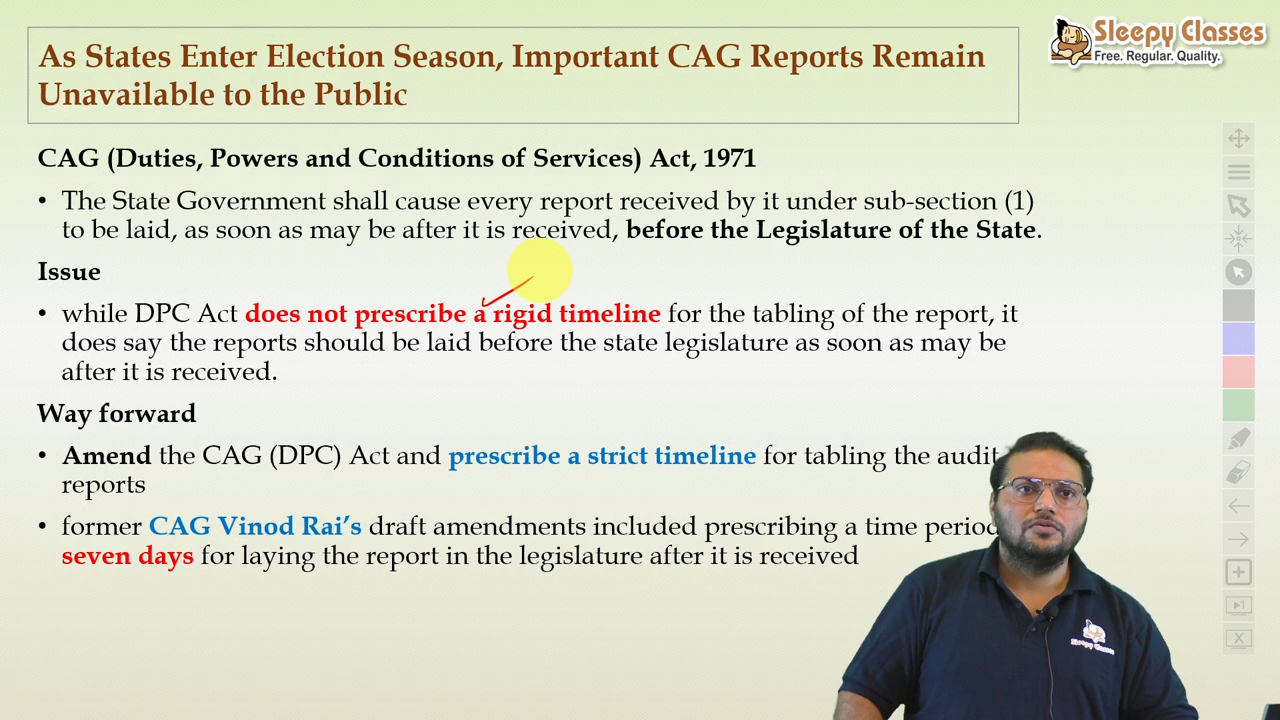 As States Enter Election Season, Important CAG Reports Remain
Unavailable to the Public
Sleepy Classes
Free. Regular. Quality.
CAG (Duties, Powers and Conditions of Services) Act, 1971
• The State Government shall cause every report received by it under sub-section (1)
to be laid, as soon as may be after it is received, before the Legislature of the State.
Issue
• while DPC Act does not prescribe a rigid timeline for the tabling of the report, it
does say the reports should be laid before the state legislature as soon as may be
after it is received.
Way forward
• Amend the CAG (DPC) Act and prescribe a strict timeline for tabling the audit
reports
• former CAG Vinod Rai's draft amendments included prescribing a time period
seven days for laying the report in the legislature after it is received
Sleepy Classes